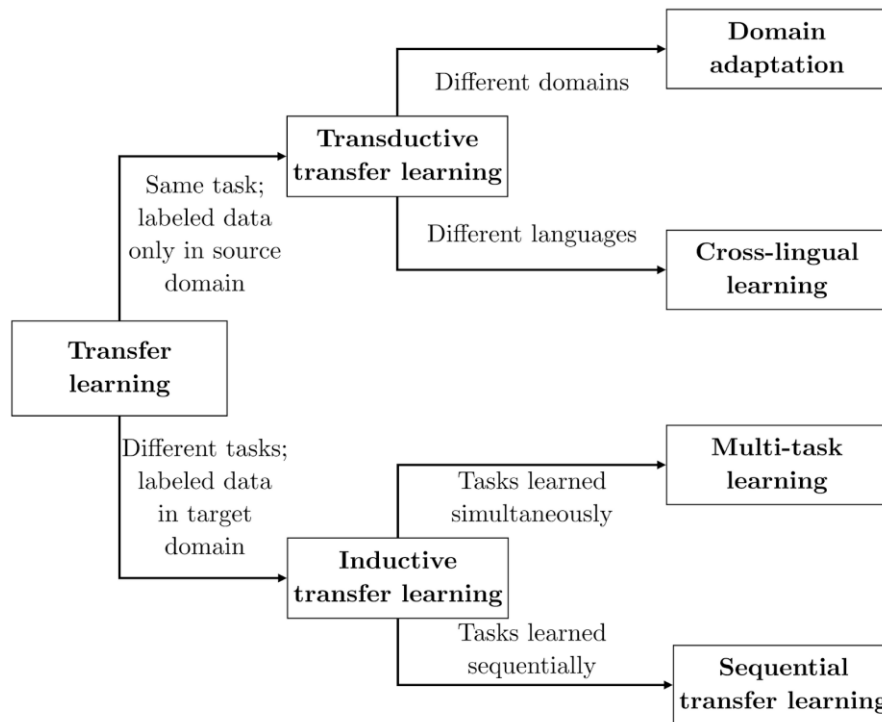 Domain
adaptation
Different domains
Transductive
transfer learning
Same task;
labeled data
only in source
domain
Different languages
Cross-lingual
learning
Transfer
learning
Different tasks;
labeled data
in target
domain
Multi-task
learning
Tasks learned
simultaneously
Inductive
transfer learning
Tasks learned
sequentially
Sequential
transfer learning